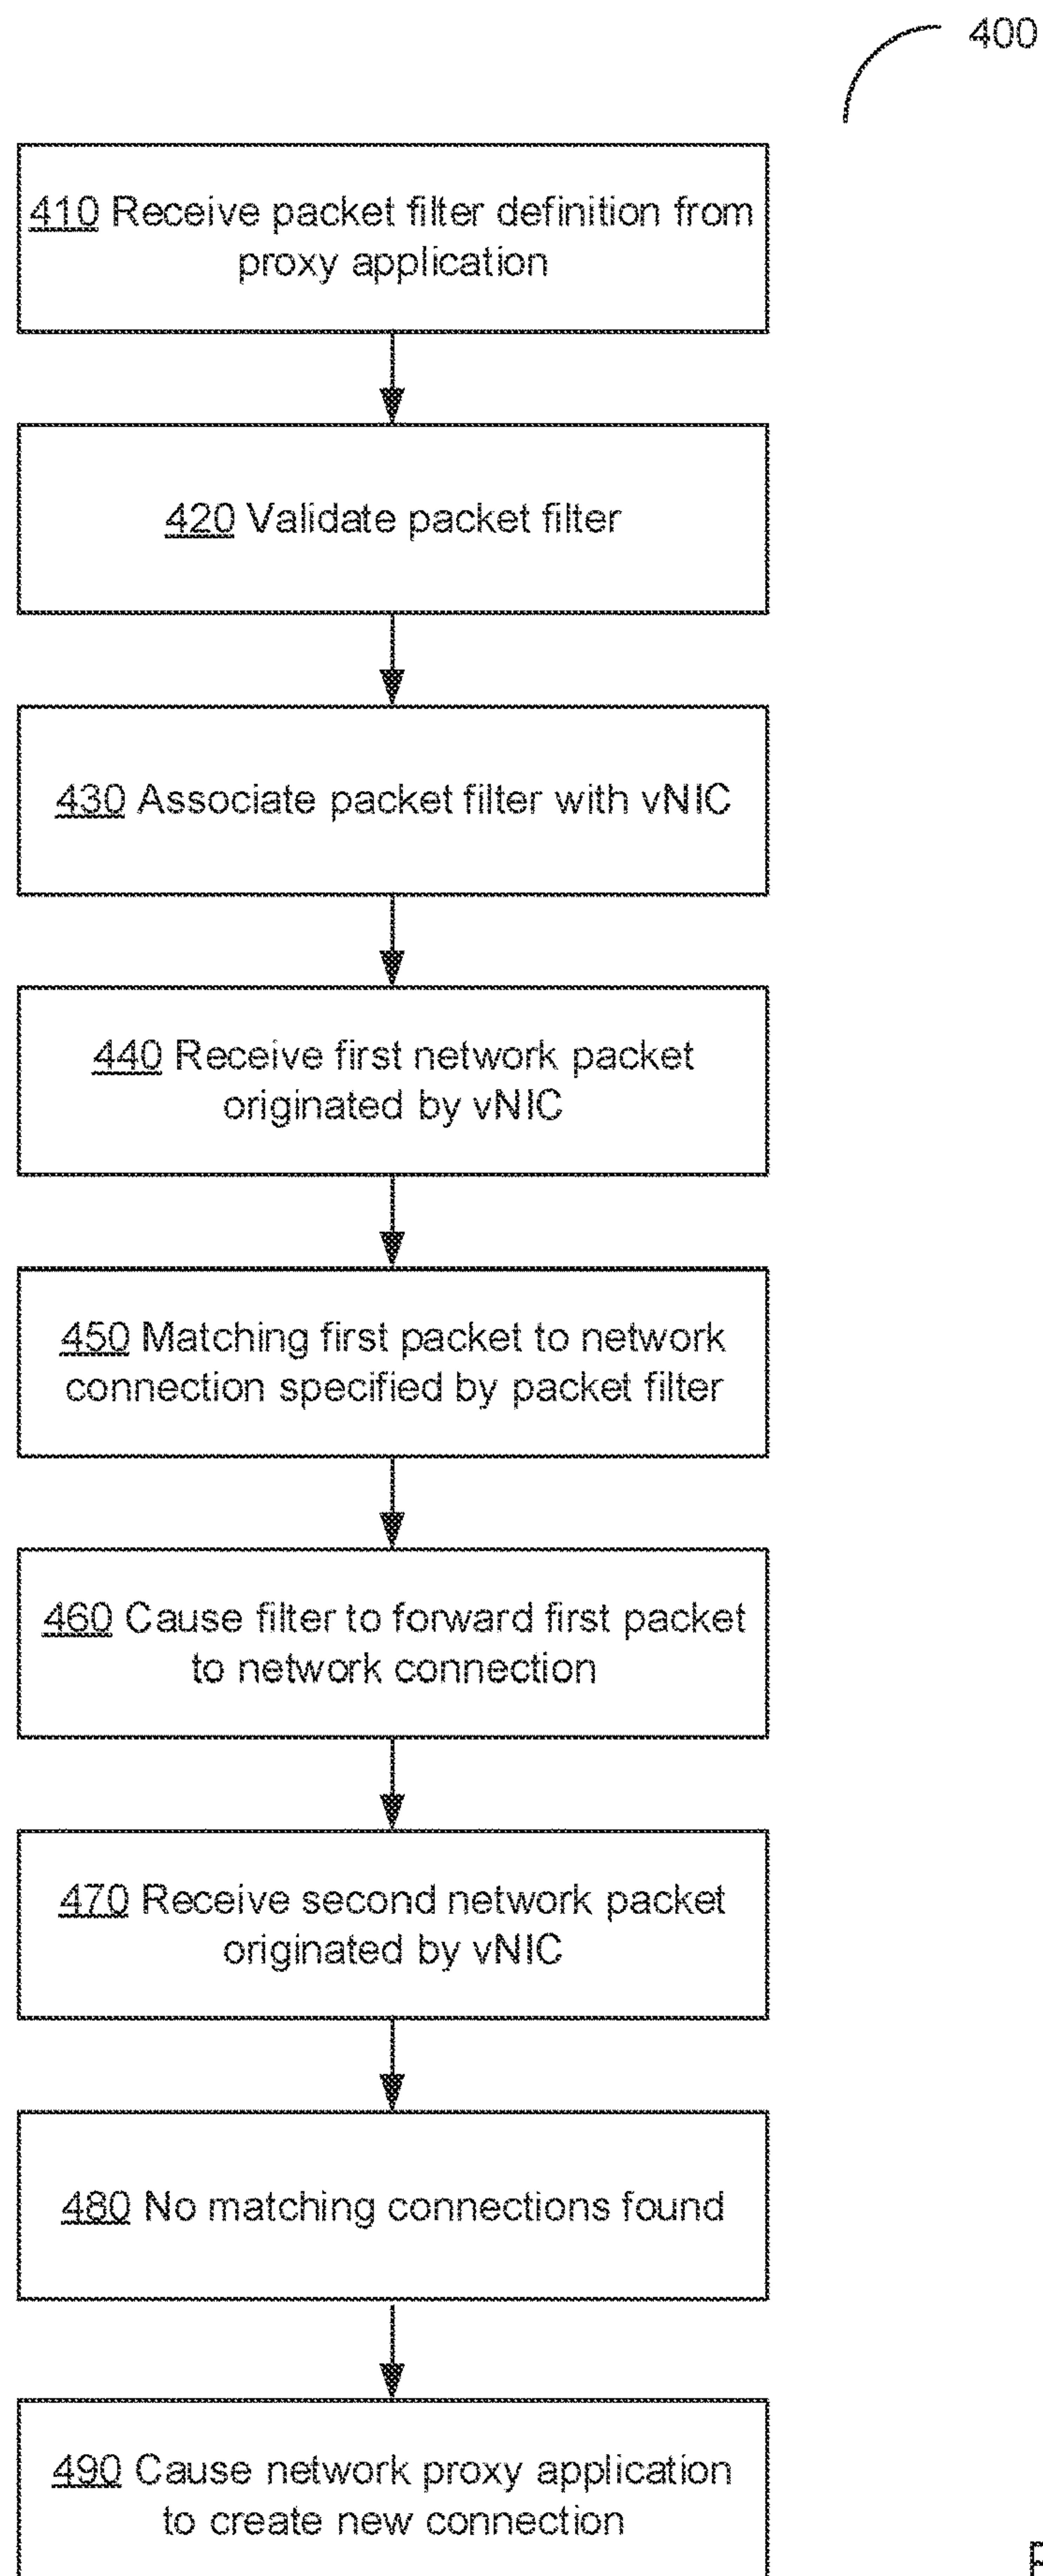 400
410 Receive packet filter definition from
proxy application
420 Validate packet filter
430 Associate packet filter with vNIC
440 Receive first network packet
originated by vNIC
450 Matching first packet to network
connection specified by packet filter
460 Cause filter to forward first packet
to network connection
470 Receive second network packet
originated by vNIC
480 No matching connections found
490 Cause network proxy application
to create new connection